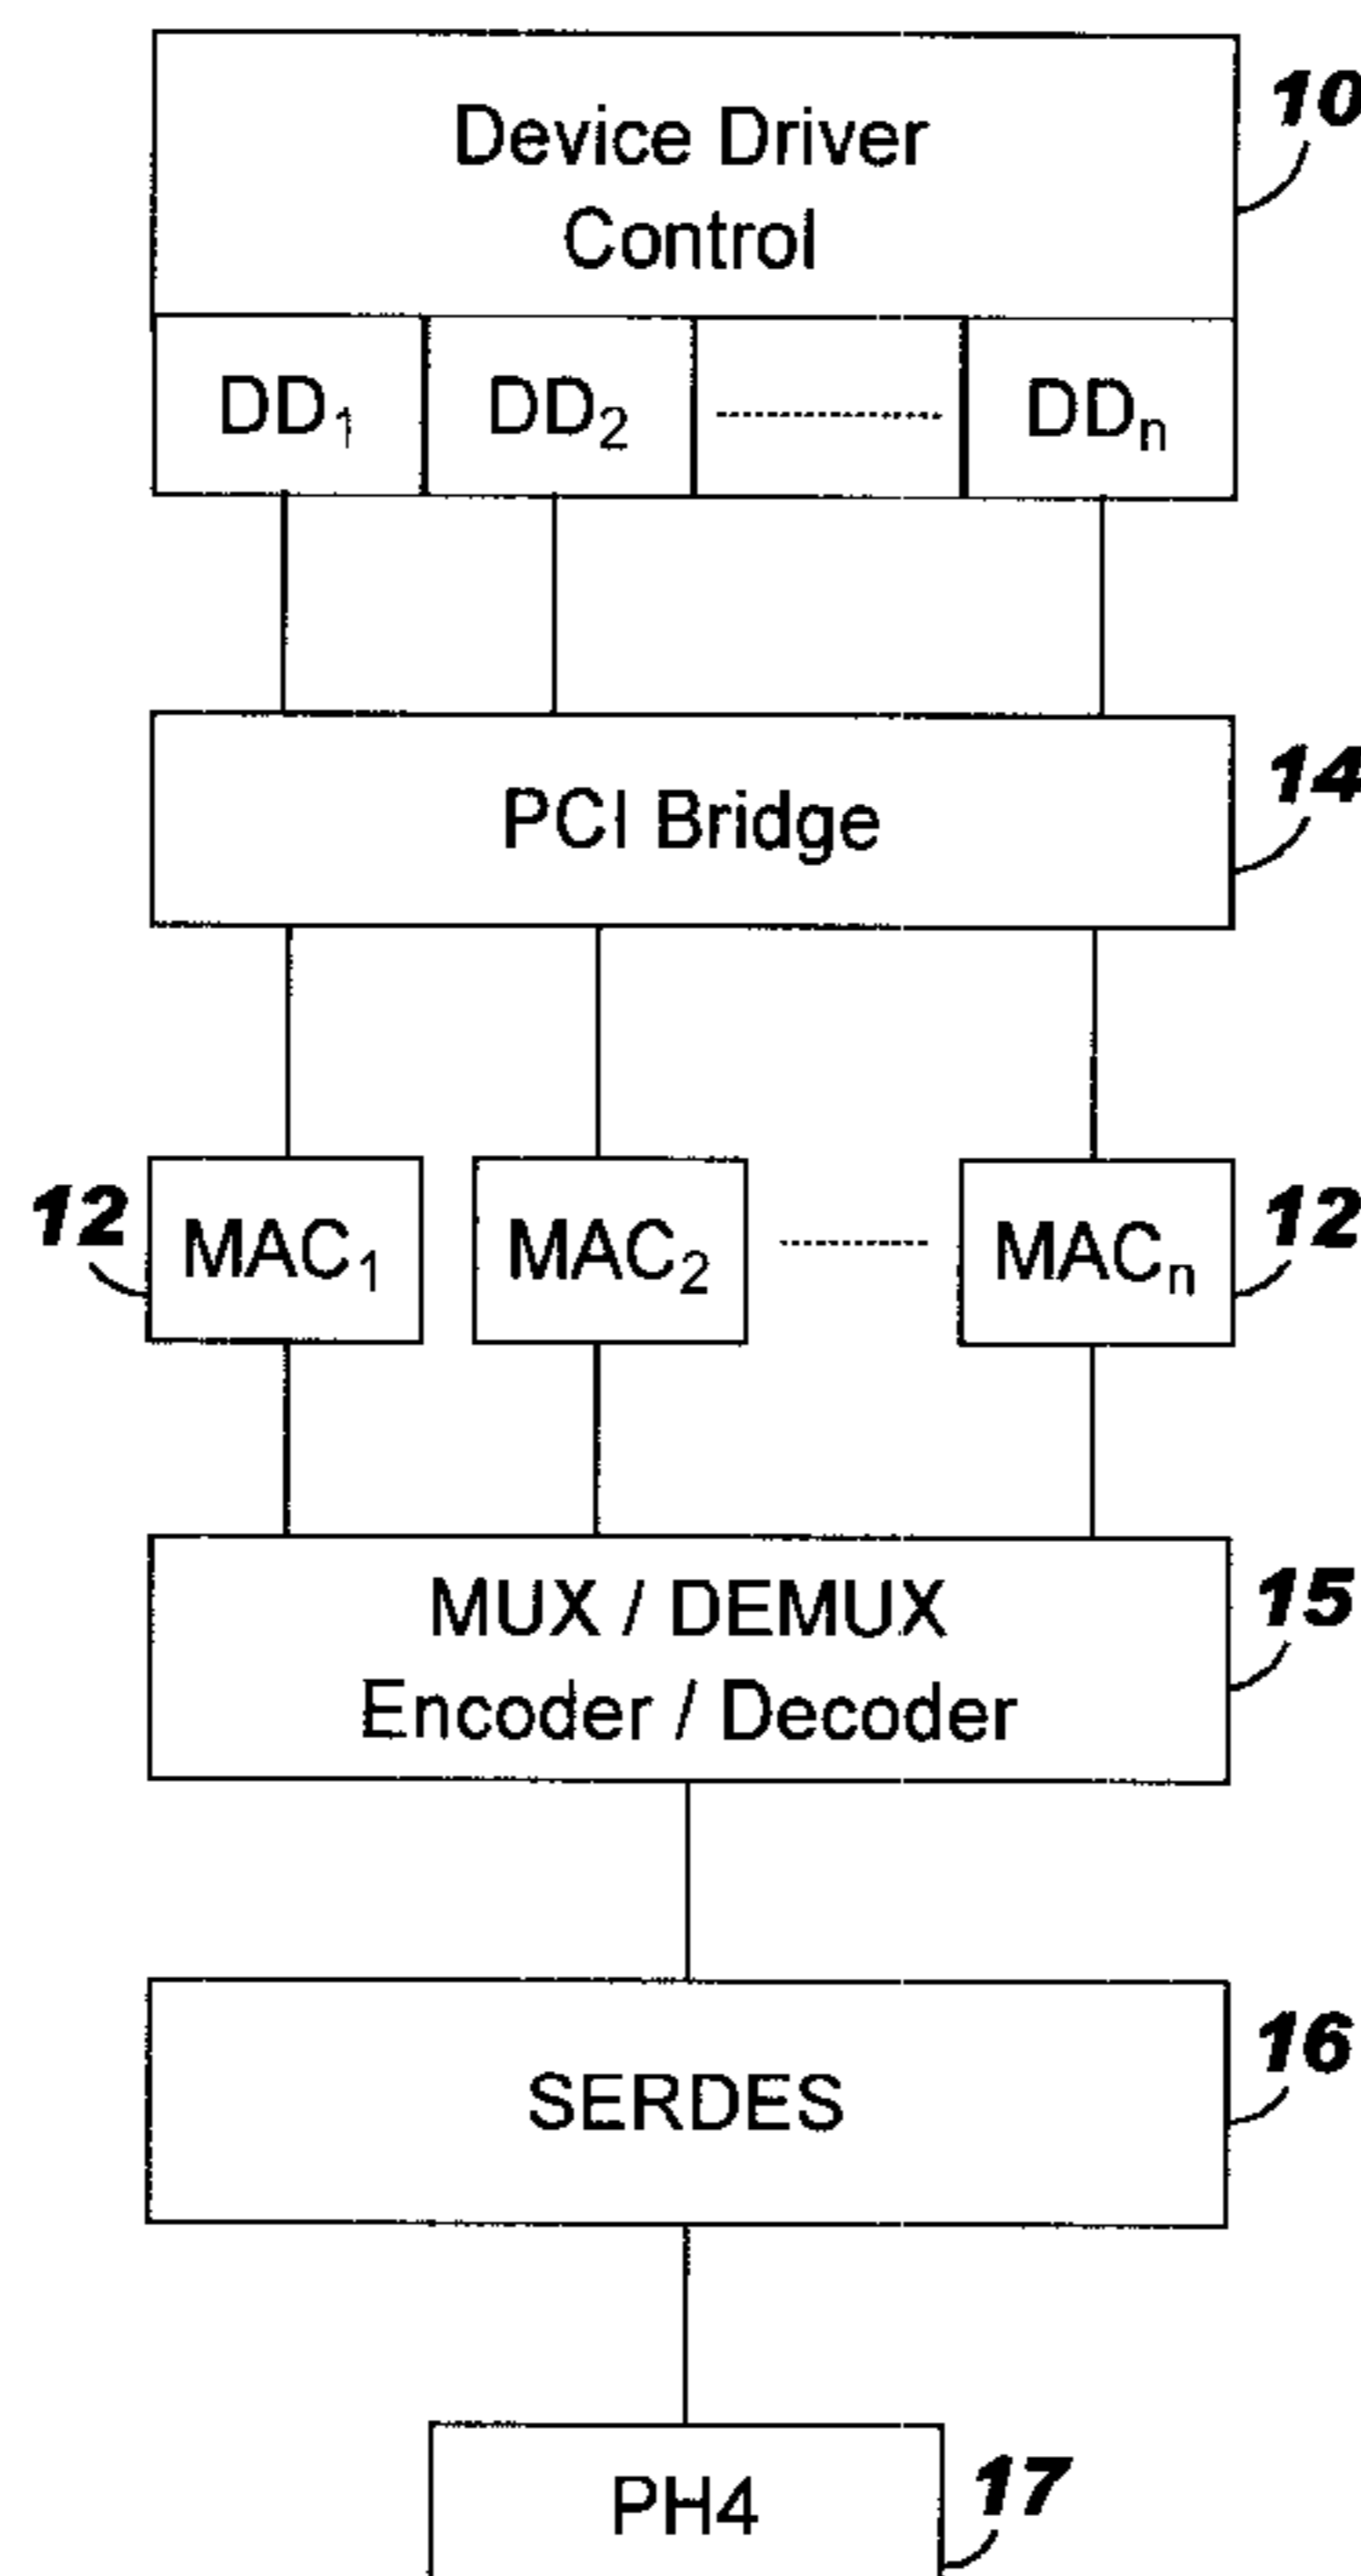 Device Driver
Control
10
DD1 DD2 DDn
PCI Bridge
14
12 MAC1 MAC2 MACn 12
MUX / DEMUX
Encoder / Decoder
15
SERDES
16
PH4
17